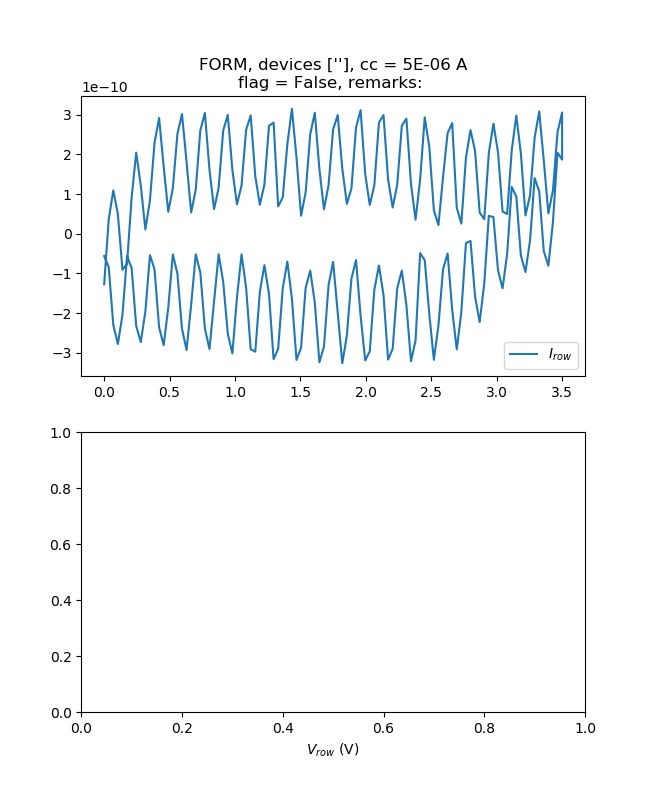 FORM, devices [''], cc = 5E-06 A
flag = False, remarks:
1e−10
3
2
1
0
−1
−2
−3
I_row
0.0 0.5 1.0 1.5 2.0 2.5 3.0 3.5
1.0
0.8
0.6
0.4
0.2
0.0
0.0 0.2 0.4 0.6 0.8 1.0
V_row (V)